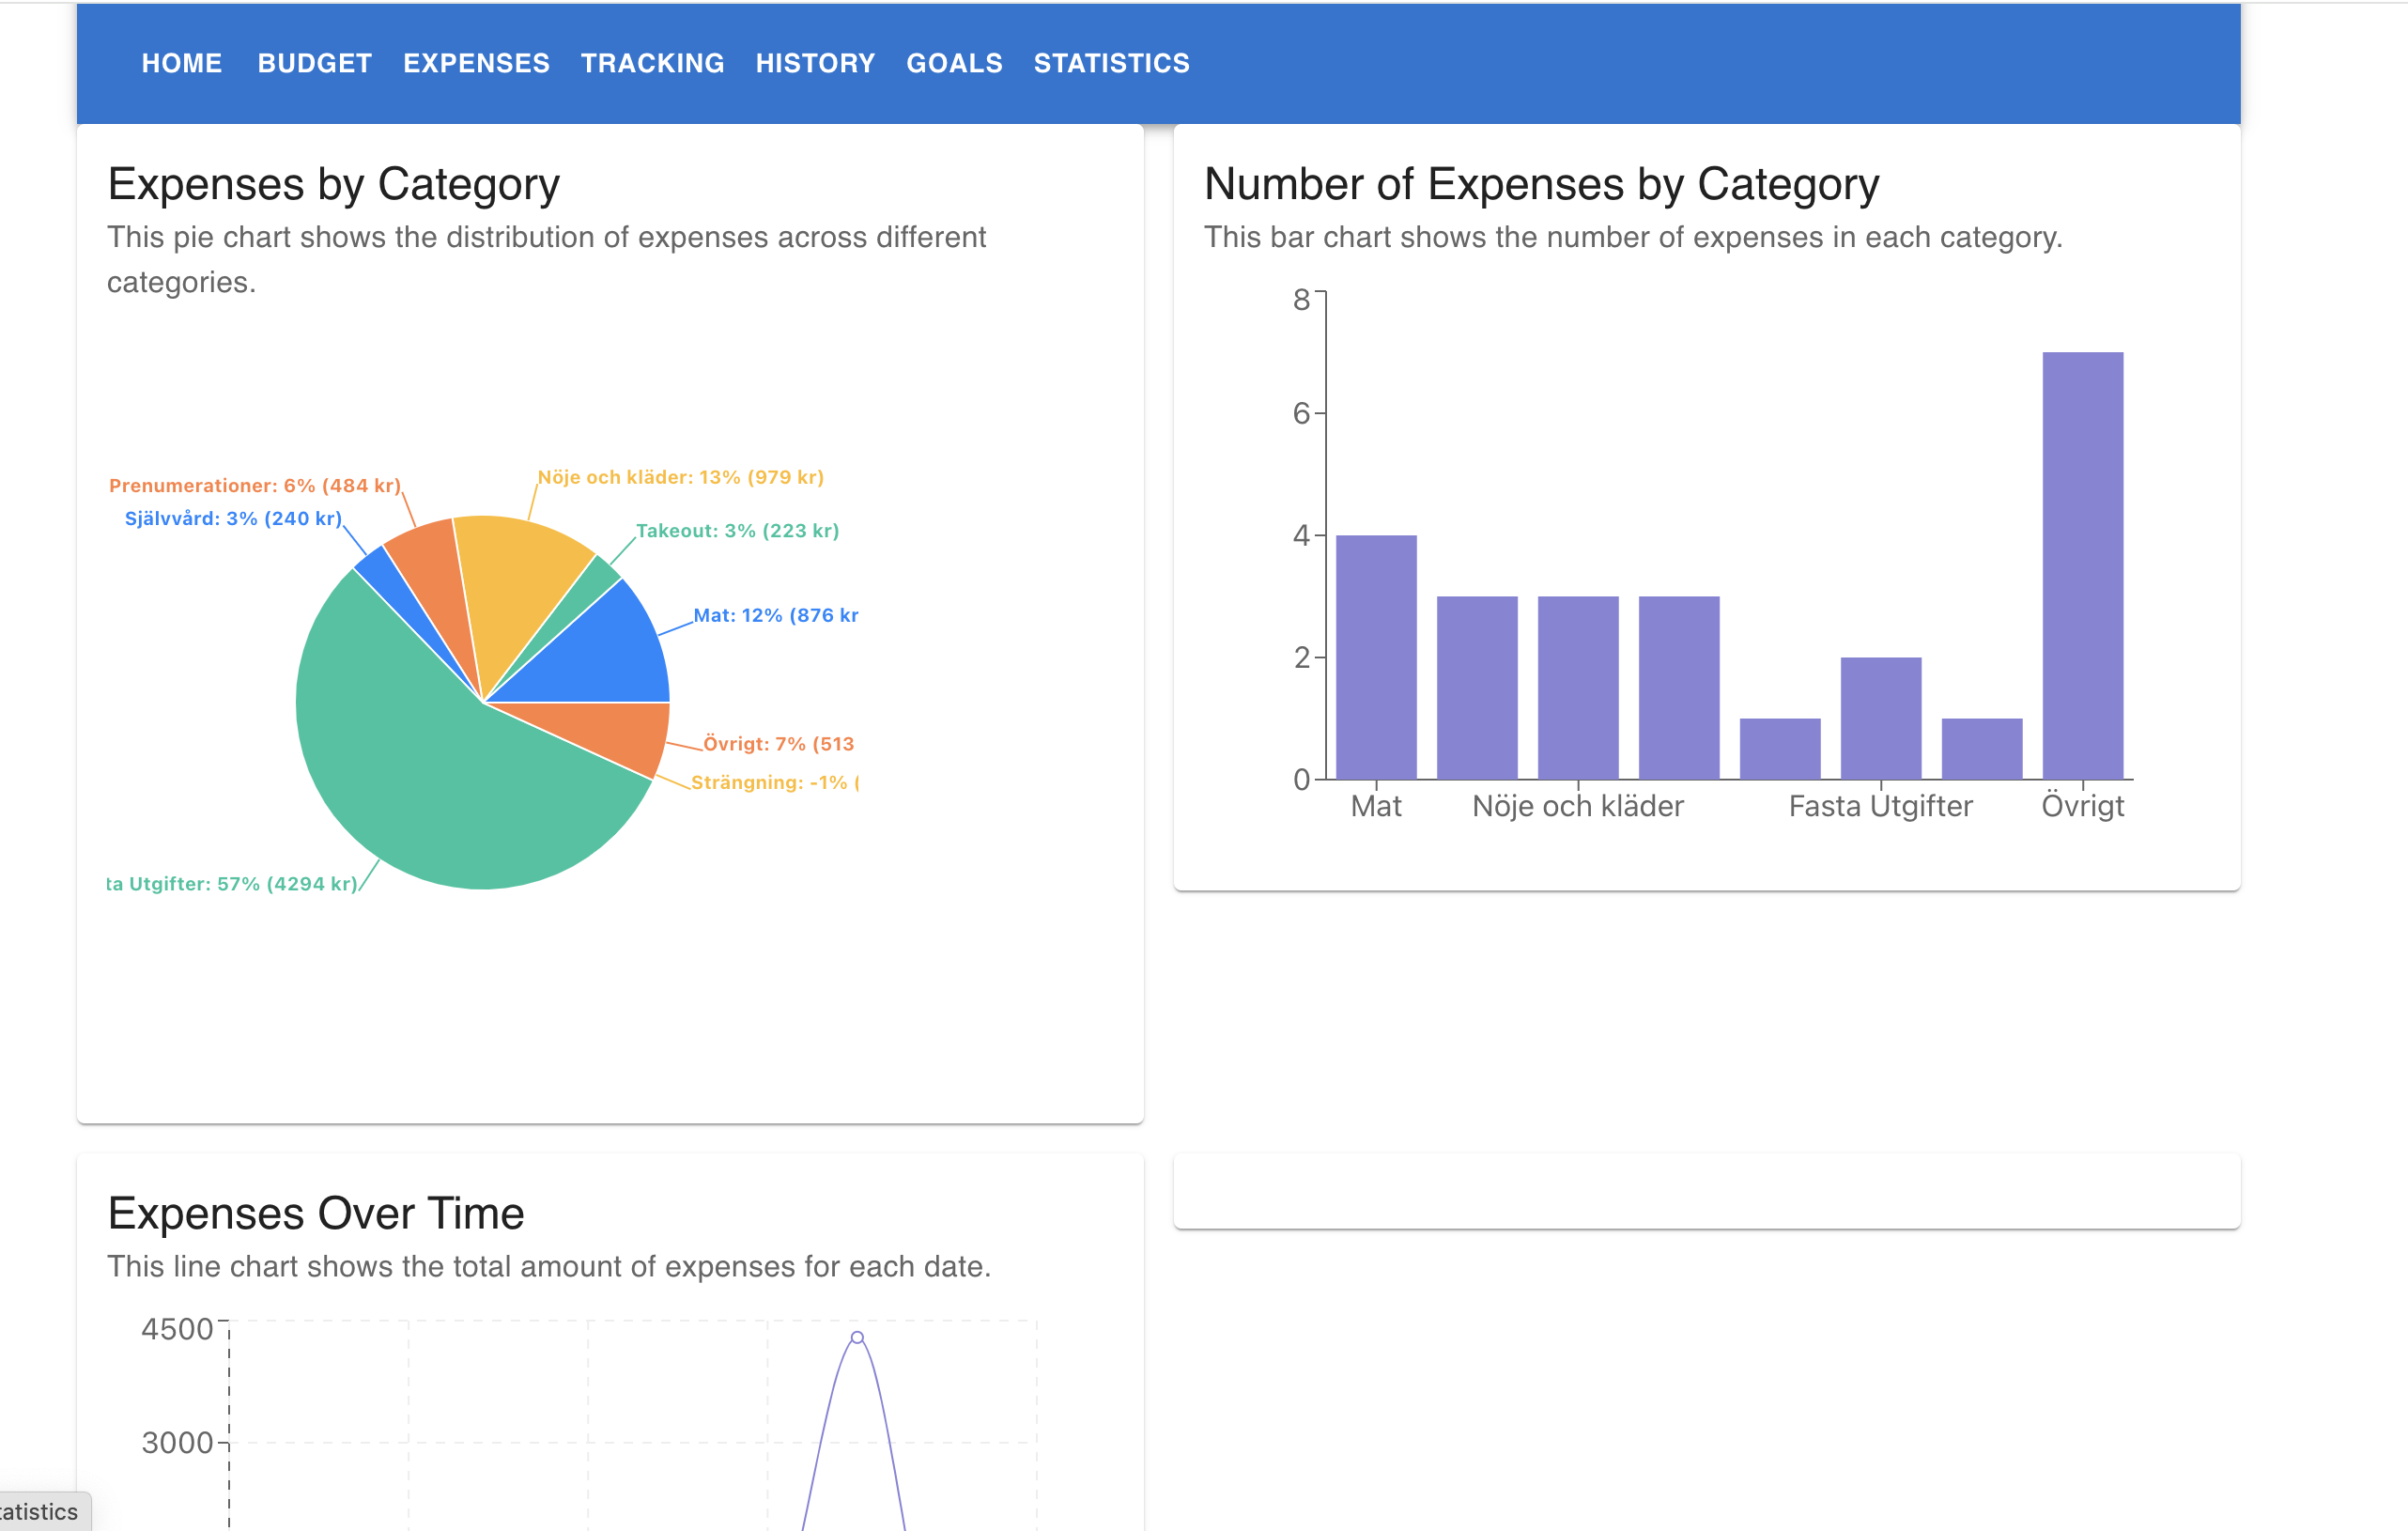 HOME BUDGET EXPENSES TRACKING HISTORY GOALS STATISTICS
Expenses by Category
This pie chart shows the distribution of expenses across different
categories.
Nöje och kläder: 13% (979 kr)
Prenumerationer: 6% (484 kr)
Självvård: 3% (240 kr)
Takeout: 3% (223 kr)
Mat: 12% (876 kr
Övrigt: 7% (513
Strängning: -1% (
ta Utgifter: 57% (4294 kr)
Number of Expenses by Category
This bar chart shows the number of expenses in each category.
8
6
4
2
0
Mat Nöje och kläder Fasta Utgifter Övrigt
Expenses Over Time
This line chart shows the total amount of expenses for each date.
4500
3000
tatistics